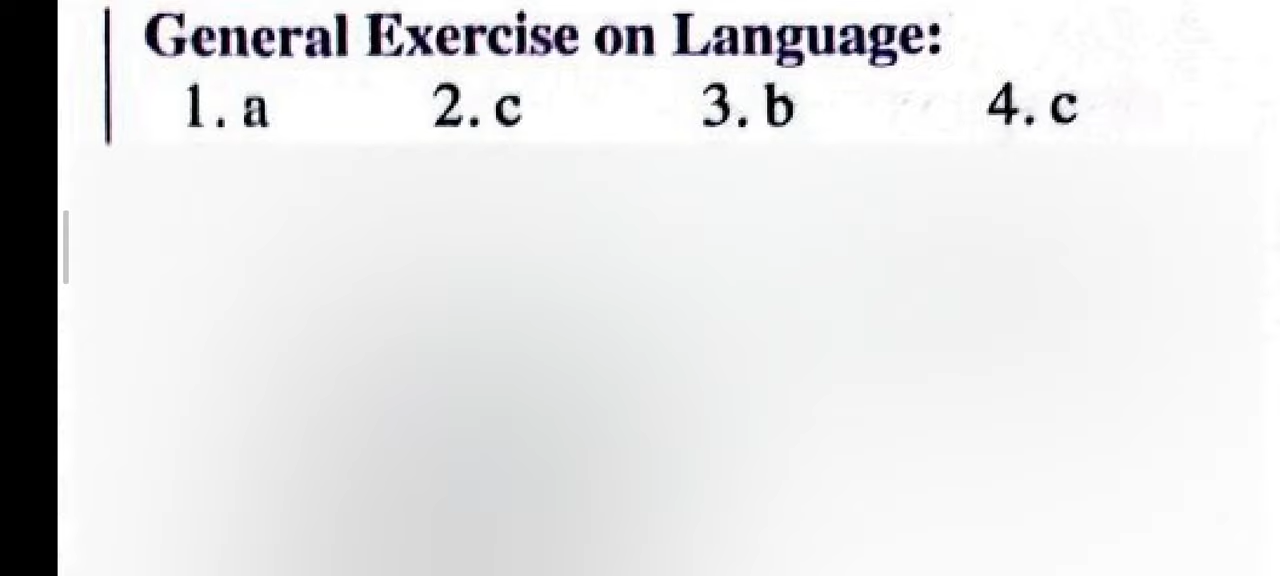 General Exercise on Language:
1. a 2. c 3. b 4. c